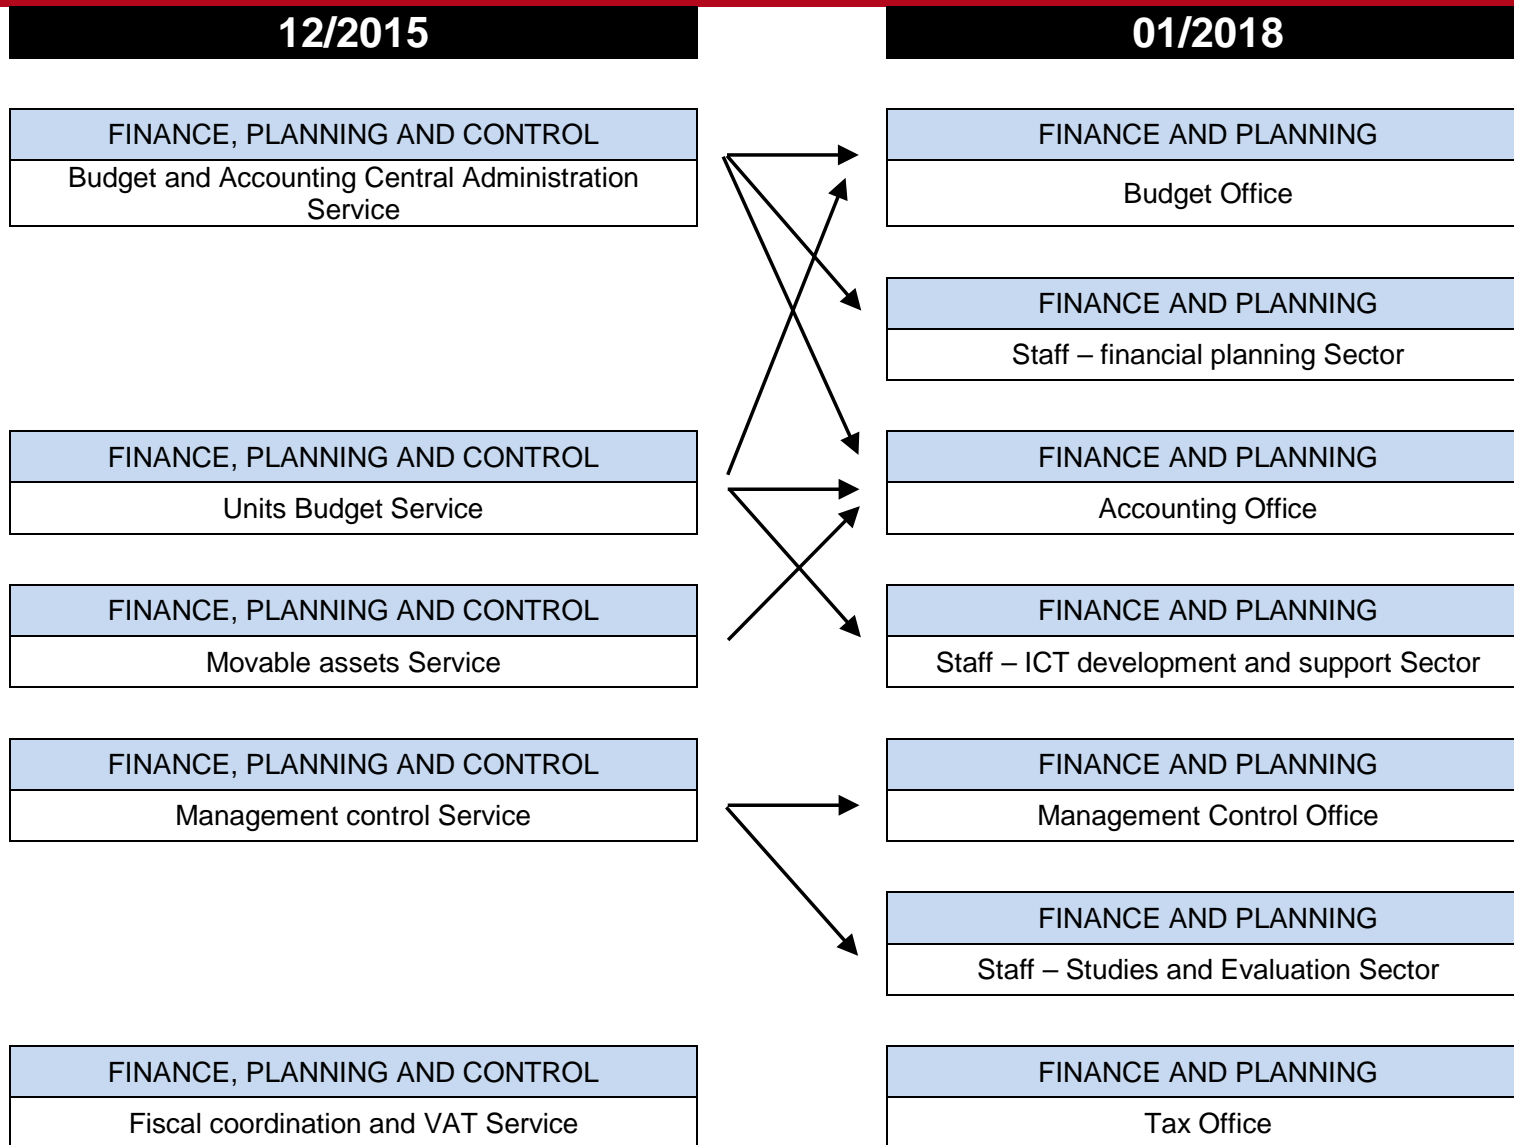 12/2015
01/2018
FINANCE, PLANNING AND CONTROL
FINANCE AND PLANNING
Budget and Accounting Central Administration
Service
Budget Office
FINANCE AND PLANNING
Staff – financial planning Sector
FINANCE, PLANNING AND CONTROL
FINANCE AND PLANNING
Units Budget Service
Accounting Office
FINANCE, PLANNING AND CONTROL
FINANCE AND PLANNING
Movable assets Service
Staff – ICT development and support Sector
FINANCE, PLANNING AND CONTROL
FINANCE AND PLANNING
Management control Service
Management Control Office
FINANCE AND PLANNING
Staff – Studies and Evaluation Sector
FINANCE, PLANNING AND CONTROL
FINANCE AND PLANNING
Fiscal coordination and VAT Service
Tax Office